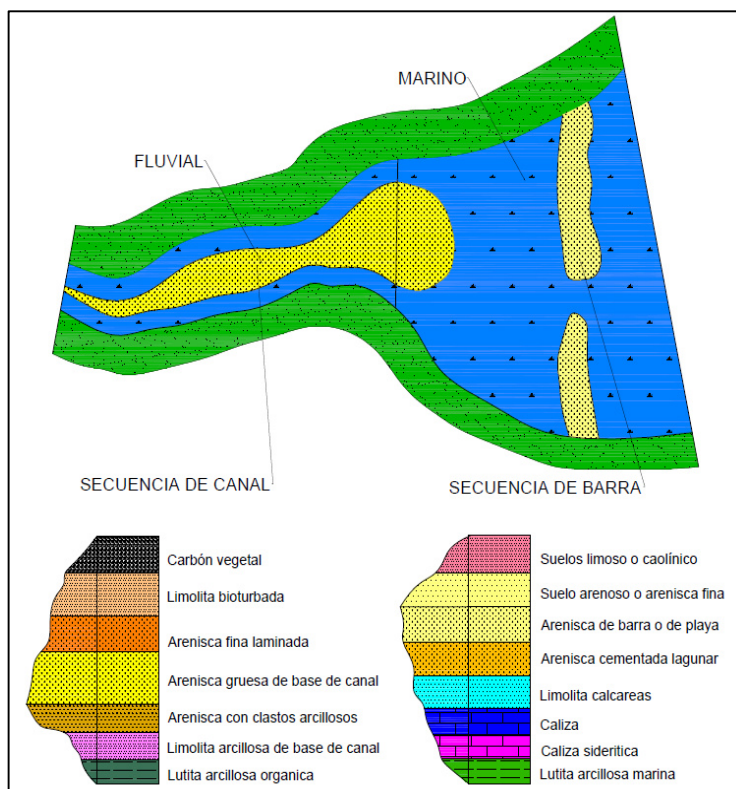 MARINO
FLUVIAL
SECUENCIA DE CANAL
SECUENCIA DE BARRA
Carbón vegetal
Limolita bioturbada
Arenisca fina laminada
Arenisca gruesa de base de canal
Arenisca con clastos arcillosos
Limolita arcillosa de base de canal
Lutita arcillosa organica
Suelos limoso o caolínico
Suelo arenoso o arenisca fina
Arenisca de barra o de playa
Arenisca cementada lagunar
Limolita calcareas
Caliza
Caliza sideritica
Lutita arcillosa marina